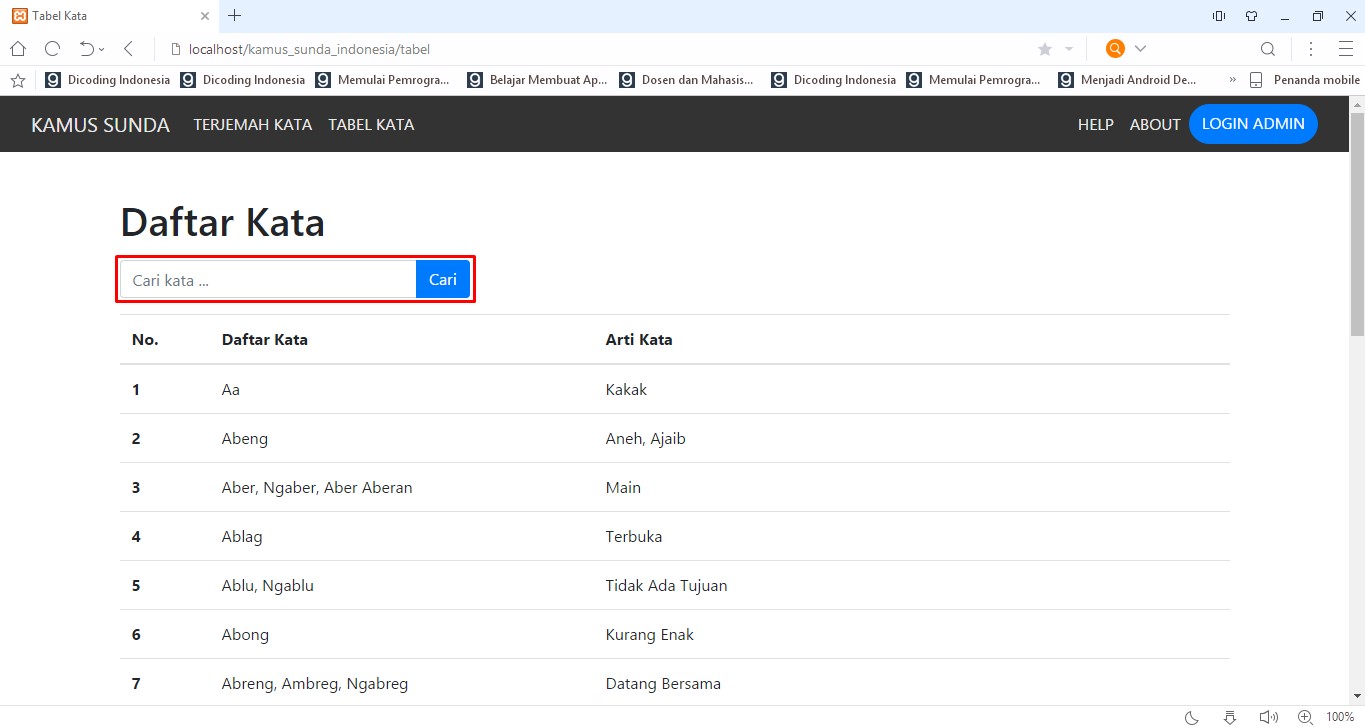 Tabel Kata
localhost/kamus_sunda_indonesia/tabel
Dicoding Indonesia Dicoding Indonesia Memulai Pemrogra... Belajar Membuat Ap... Dosen dan Mahasis... Dicoding Indonesia Memulai Pemrogra... Menjadi Android De... » Penanda mobile
KAMUS SUNDA TERJEMAH KATA TABEL KATA HELP ABOUT LOGIN ADMIN
Daftar Kata
Cari kata ... Cari
No. Daftar Kata Arti Kata
1 Aa Kakak
2 Abeng Aneh, Ajaib
3 Aber, Ngaber, Aber Aberan Main
4 Ablag Terbuka
5 Ablu, Ngablu Tidak Ada Tujuan
6 Abong Kurang Enak
7 Abreng, Ambreg, Ngabreg Datang Bersama
100%